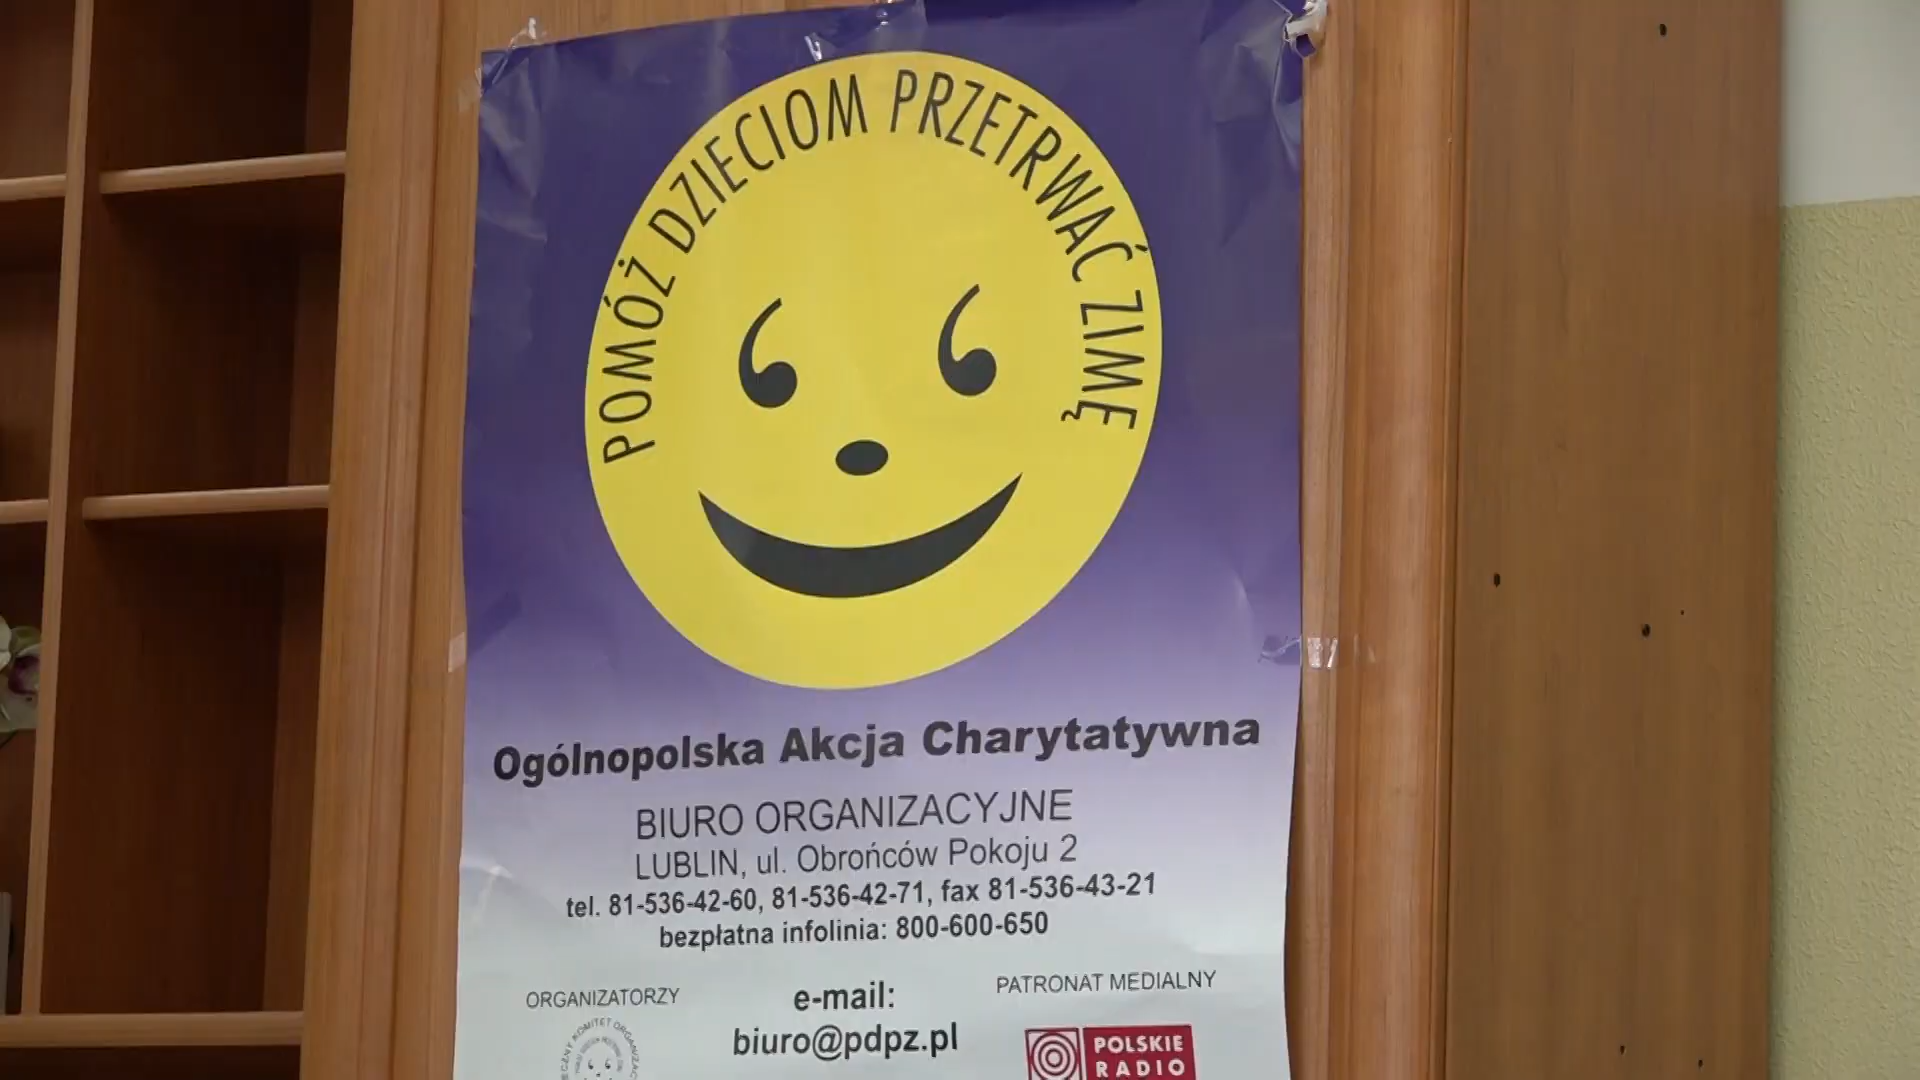 POMÓŻ DZIECIOM PRZETRWAĆ ZIMĘ
Ogólnopolska Akcja Charytatywna
BIURO ORGANIZACYJNE
LUBLIN, ul. Obrońców Pokoju 2
tel. 81-536-42-60, 81-536-42-71, fax 81-536-43-21
bezpłatna infolinia: 800-600-650
ORGANIZATORZY
e-mail:
biuro@pdpz.pl
PATRONAT MEDIALNY
POLSKIE
RADIO
KOMITET